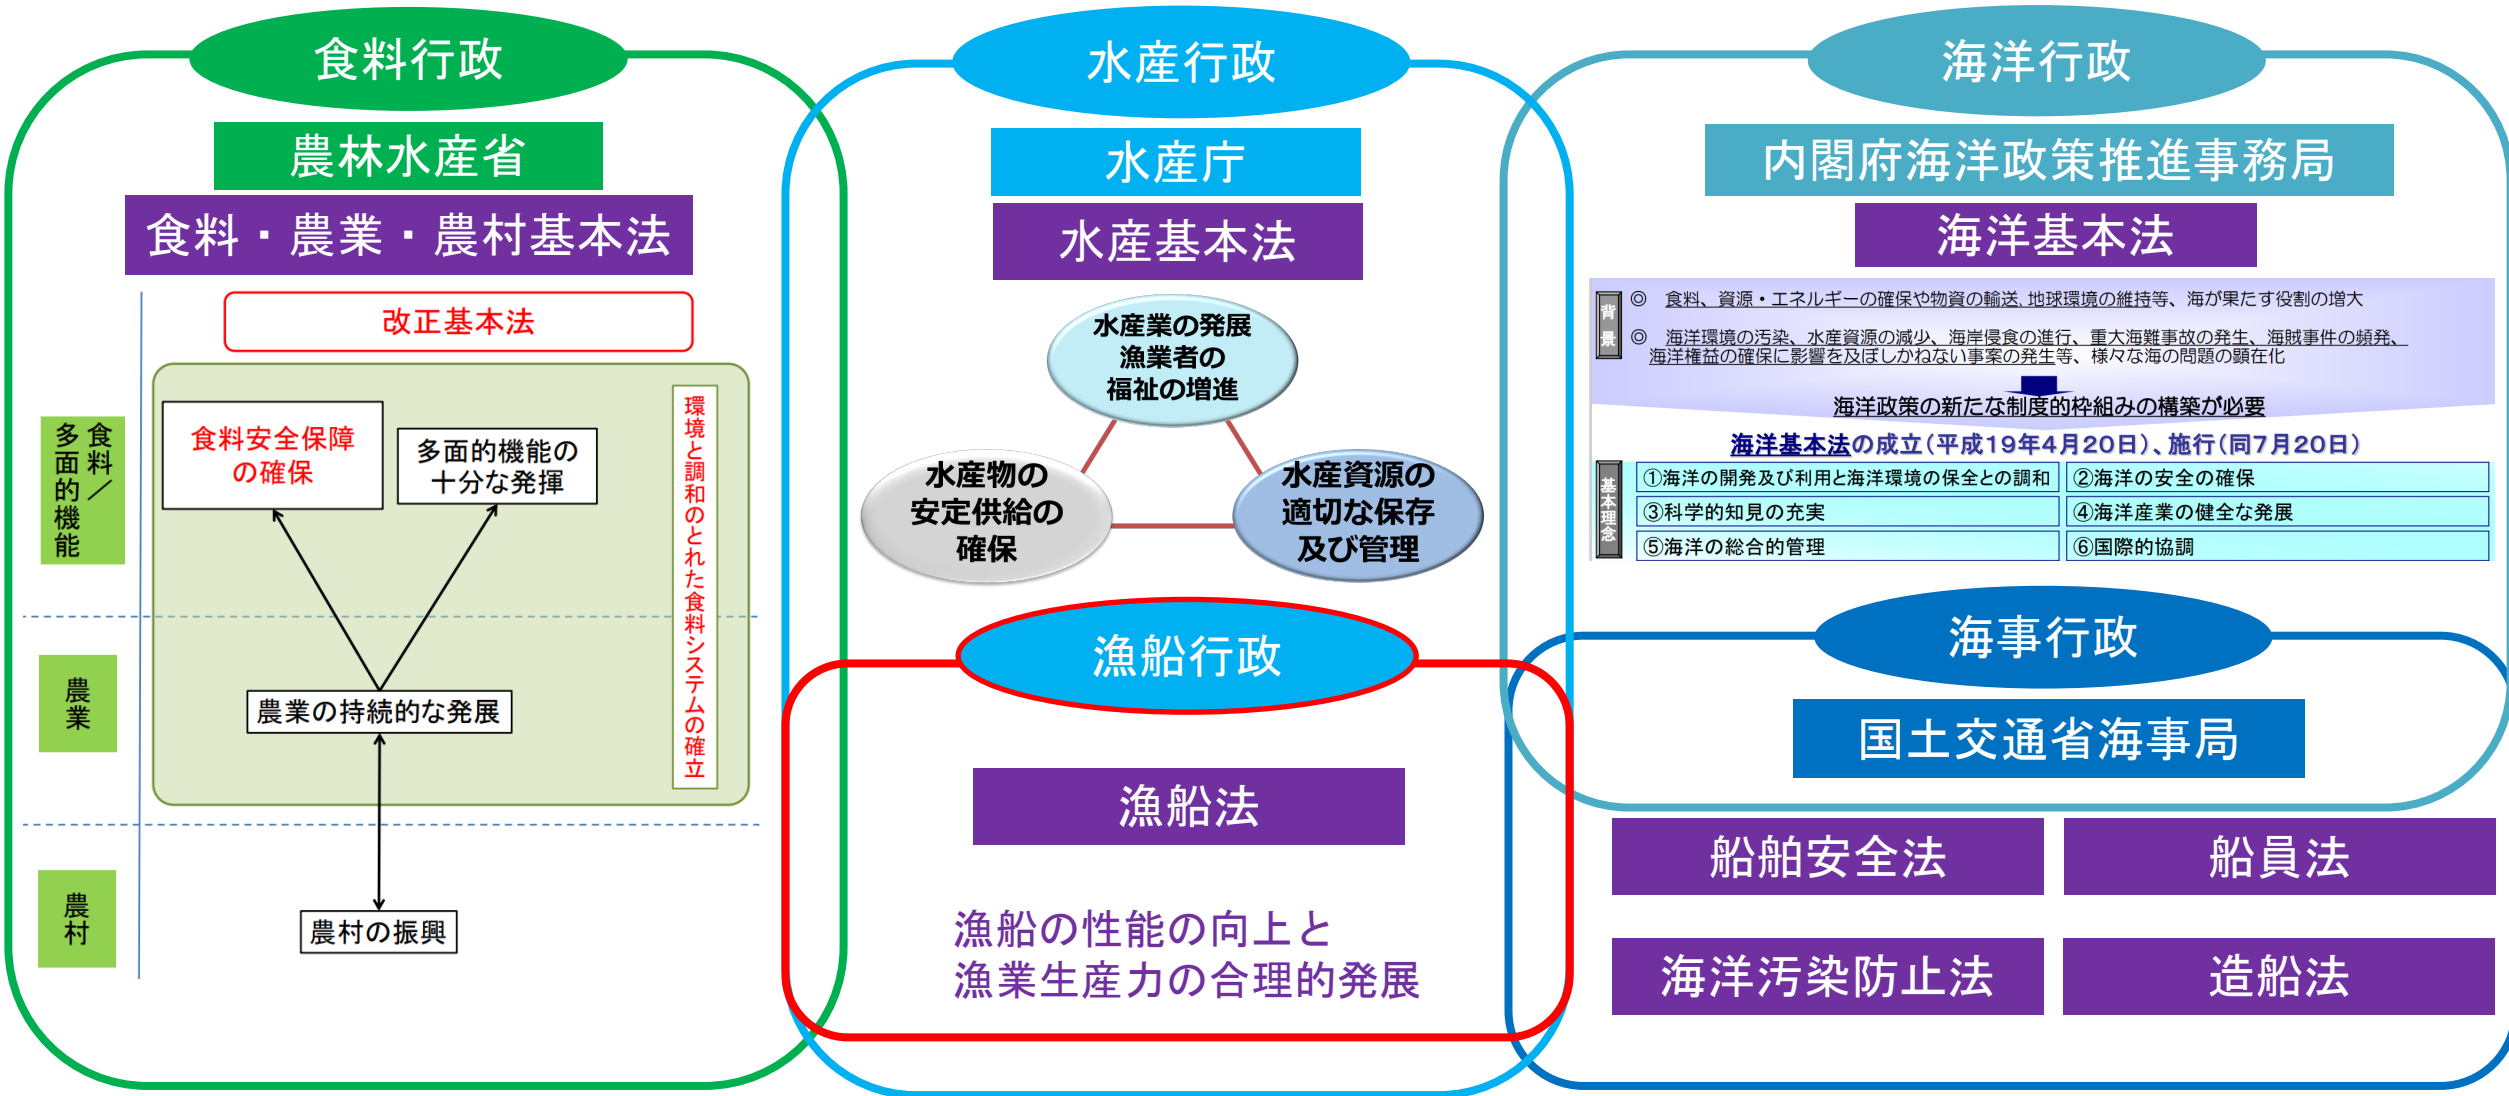 食料行政
農林水産省
食料・農業・農村基本法
改正基本法
食料／
多面的機能
農業
農村
食料安全保障
の確保
多面的機能の
十分な発揮
環境と調和のとれた食料システムの確立
農業の持続的な発展
農村の振興
水産行政
水産庁
水産基本法
水産業の発展
漁業者の
福祉の増進
水産物の
安定供給の
確保
水産資源の
適切な保存
及び管理
漁船行政
漁船法
漁船の性能の向上と
漁業生産力の合理的発展
海洋行政
内閣府海洋政策推進事務局
海洋基本法
背景
◎　食料、資源・エネルギーの確保や物資の輸送、地球環境の維持等、海が果たす役割の増大
◎　海洋環境の汚染、水産資源の減少、海岸侵食の進行、重大海難事故の発生、海賊事件の頻発、
海洋権益の確保に影響を及ぼしかねない事案の発生等、様々な海の問題の顕在化
海洋政策の新たな制度的枠組みの構築が必要
海洋基本法の成立（平成19年4月20日）、施行（同7月20日）
基本理念
①海洋の開発及び利用と海洋環境の保全との調和
②海洋の安全の確保
③科学的知見の充実
④海洋産業の健全な発展
⑤海洋の総合的管理
⑥国際的協調
海事行政
国土交通省海事局
船舶安全法
船員法
海洋汚染防止法
造船法